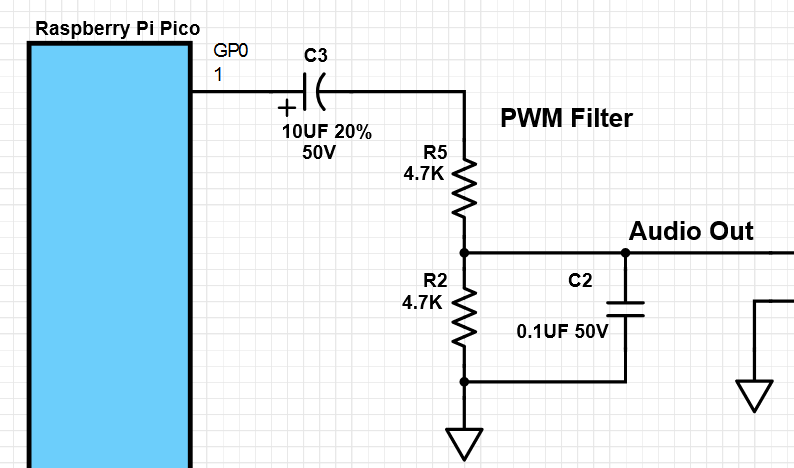 Raspberry Pi Pico
GP0
1
C3
+
10UF 20%
50V
PWM Filter
R5
4.7K
Audio Out
R2
4.7K
C2
0.1UF 50V